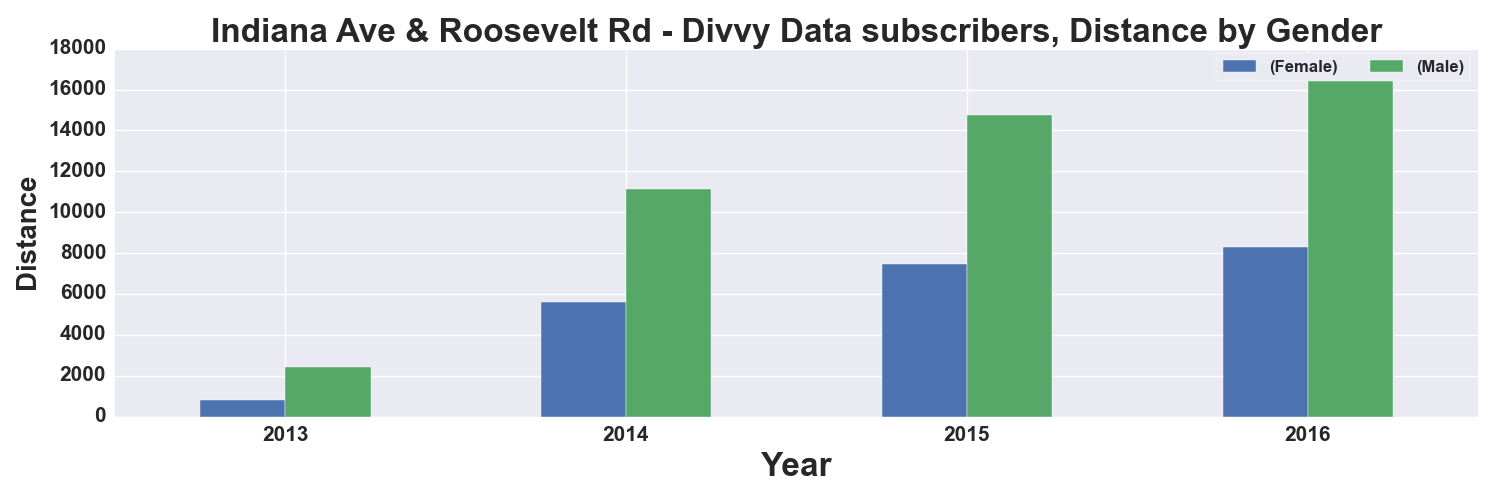 Indiana Ave & Roosevelt Rd - Divvy Data subscribers, Distance by Gender
(Female) (Male)
Distance
18000
16000
14000
12000
10000
8000
6000
4000
2000
0
2013 2014 2015 2016
Year